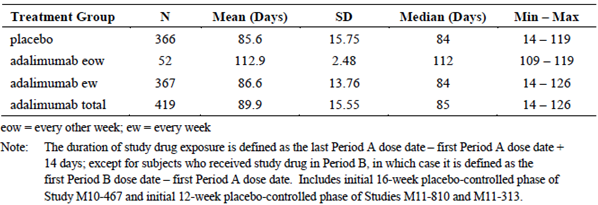 Treatment Group N Mean (Days) SD Median (Days) Min – Max
placebo 366 85.6 15.75 84 14 – 119
adalimumab eow 52 112.9 2.48 112 109 – 119
adalimumab ew 367 86.6 13.76 84 14 – 126
adalimumab total 419 89.9 15.55 85 14 – 126
eow = every other week; ew = every week
Note: The duration of study drug exposure is defined as the last Period A dose date – first Period A dose date +
14 days; except for subjects who received study drug in Period B, in which case it is defined as the
first Period B dose date – first Period A dose date. Includes initial 16-week placebo-controlled phase of
Study M10-467 and initial 12-week placebo-controlled phase of Studies M11-810 and M11-313.